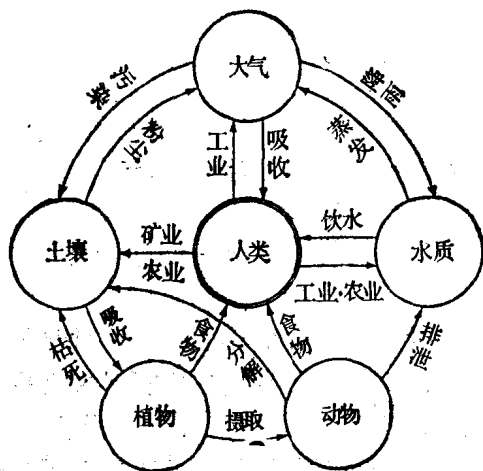 大气
污染
粉尘
工业
吸收
降雨
蒸发
土壤
矿业
农业
人类
饮水
工业·农业
水质
枯死
吸收
食物
分解
食物
排泄
植物
摄取
动物